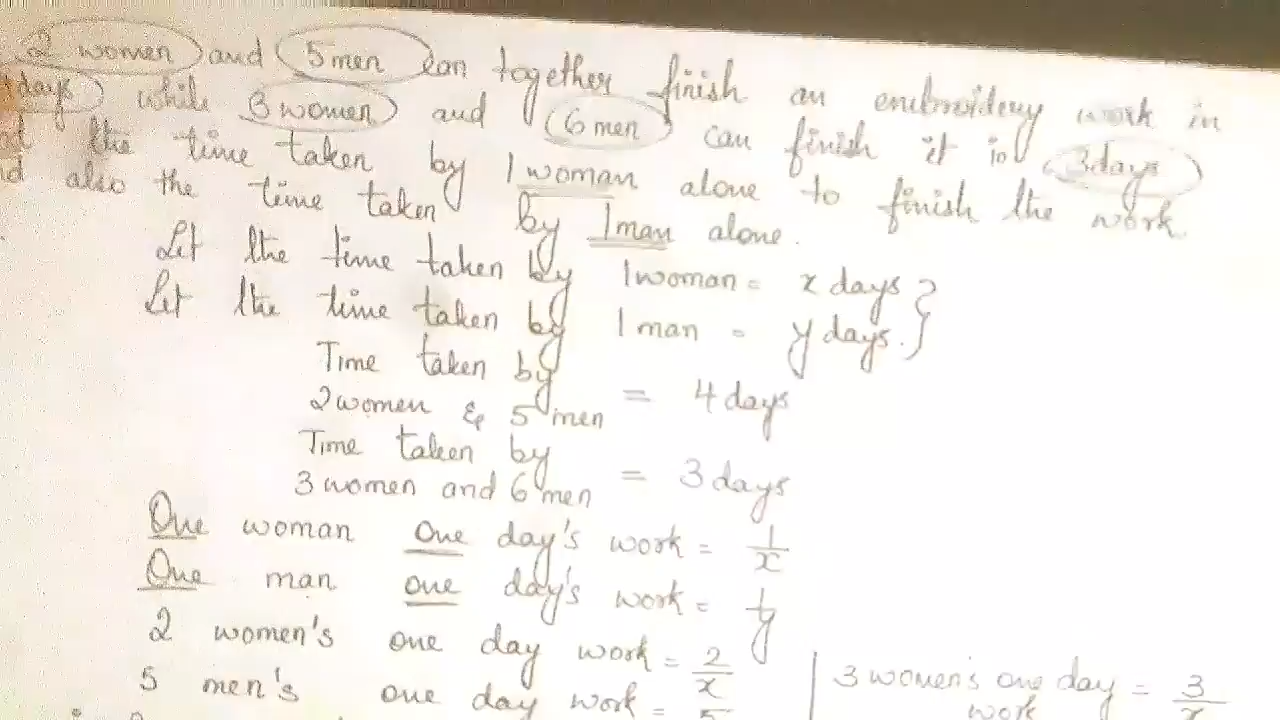 2 women and 5 men can together finish an embroidery work in
days while 3 women and 6 men can finish it in 3 days
the time taken by 1 woman alone to finish the work.
also the time taken by 1 man alone.
Let the time taken by 1 woman = x days }
Let the time taken by 1 man = y days. }
Time taken by
2 women & 5 men = 4 days
Time taken by
3 women and 6 men = 3 days
One woman one day's work = 1/x
One man one day's work = 1/y
2 women's one day work = 2/x
5 men's one day work =
3 women's one day work = 3/x